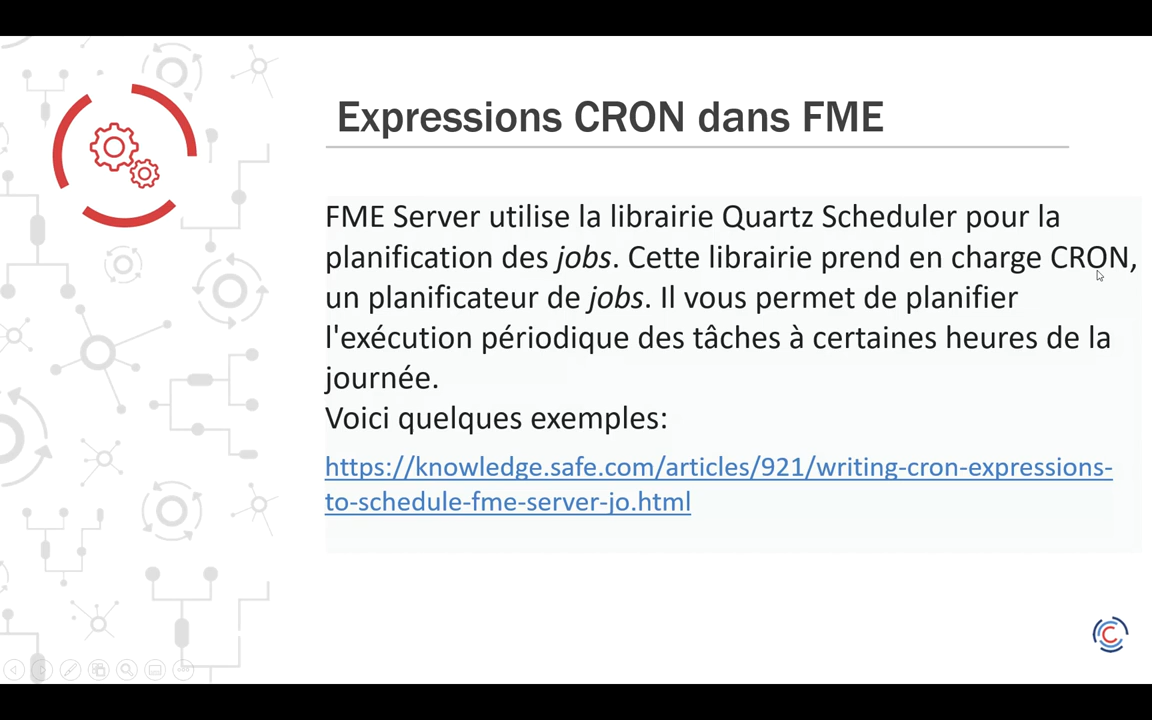 Expressions CRON dans FME
FME Server utilise la librairie Quartz Scheduler pour la
planification des jobs. Cette librairie prend en charge CRON,
un planificateur de jobs. Il vous permet de planifier
l'exécution périodique des tâches à certaines heures de la
journée.
Voici quelques exemples:
https://knowledge.safe.com/articles/921/writing-cron-expressions-
to-schedule-fme-server-jo.html